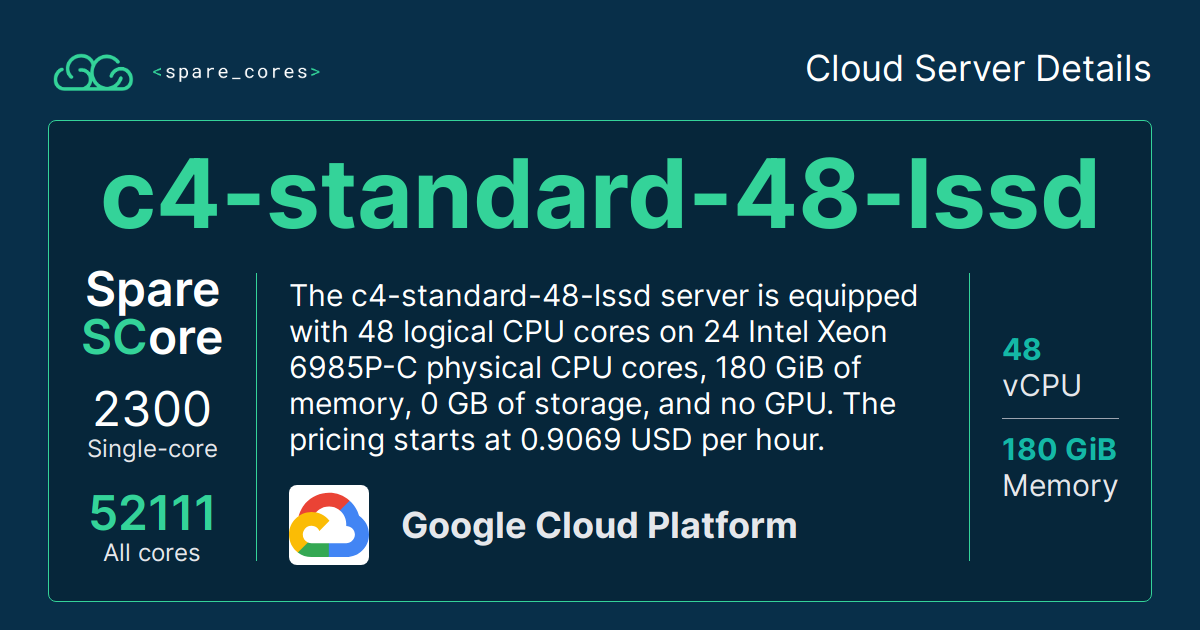 <spare_cores>
Cloud Server Details
c4-standard-48-lssd
Spare
SCore
2300
Single-core
52111
All cores
The c4-standard-48-lssd server is equipped
with 48 logical CPU cores on 24 Intel Xeon
6985P-C physical CPU cores, 180 GiB of
memory, 0 GB of storage, and no GPU. The
pricing starts at 0.9069 USD per hour.
Google Cloud Platform
48
vCPU
180 GiB
Memory